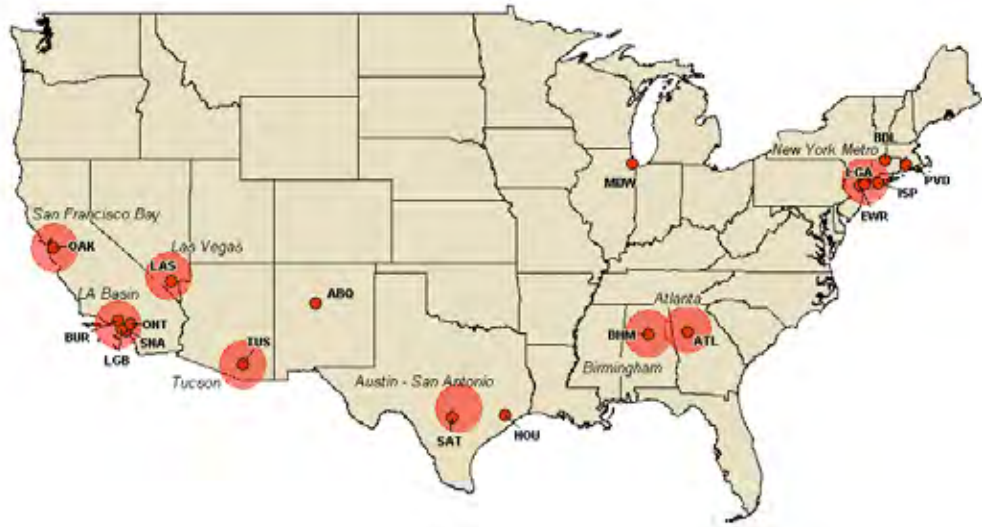 BDL
New York Metro
MDW
LGA
PVD
ISP
EWR
San Francisco Bay
OAK
Las Vegas
LAS
LA Basin
ABQ
Atlanta
BUR
ONT
SNA
LGB
TUS
BHM
ATL
Birmingham
Tucson
Austin - San Antonio
SAT
HOU